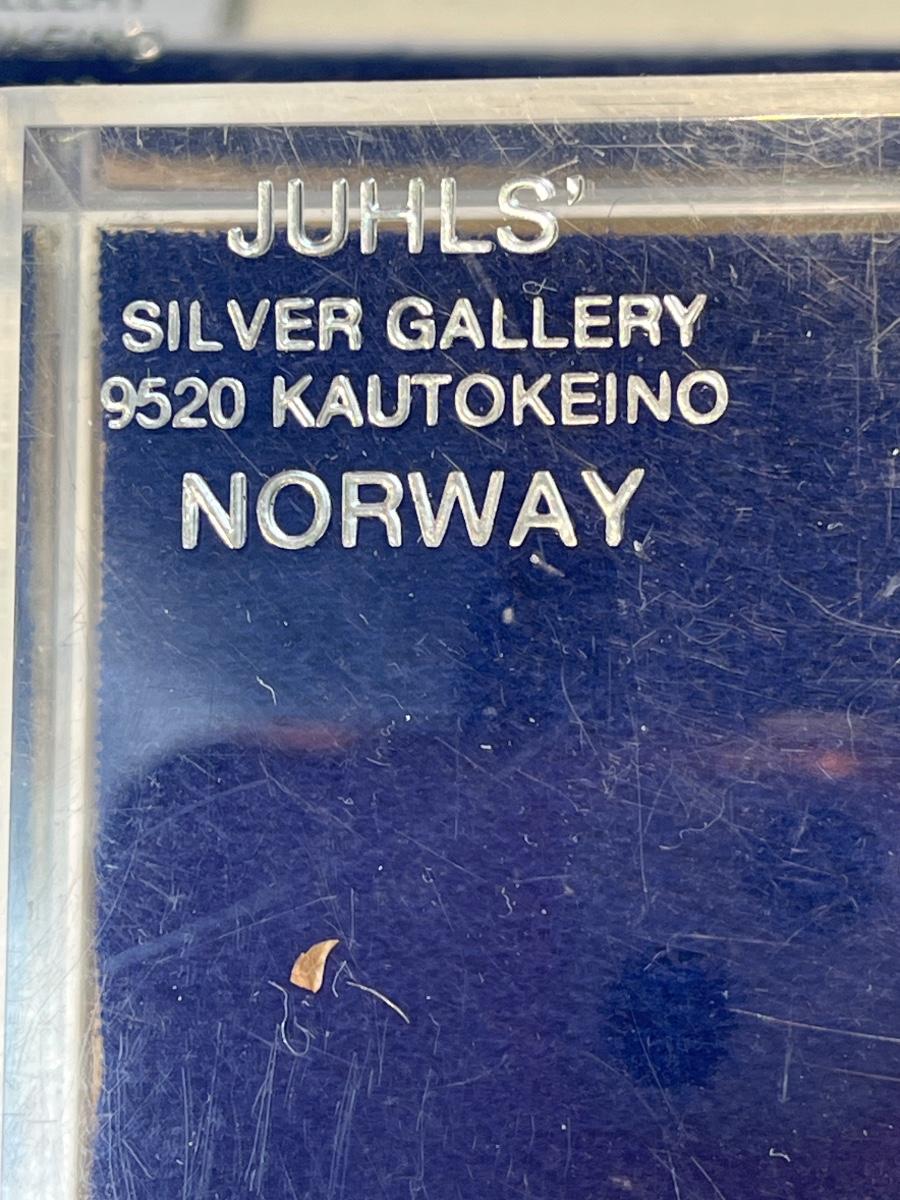 JUHLS'
SILVER GALLERY
9520 KAUTOKEINO
NORWAY